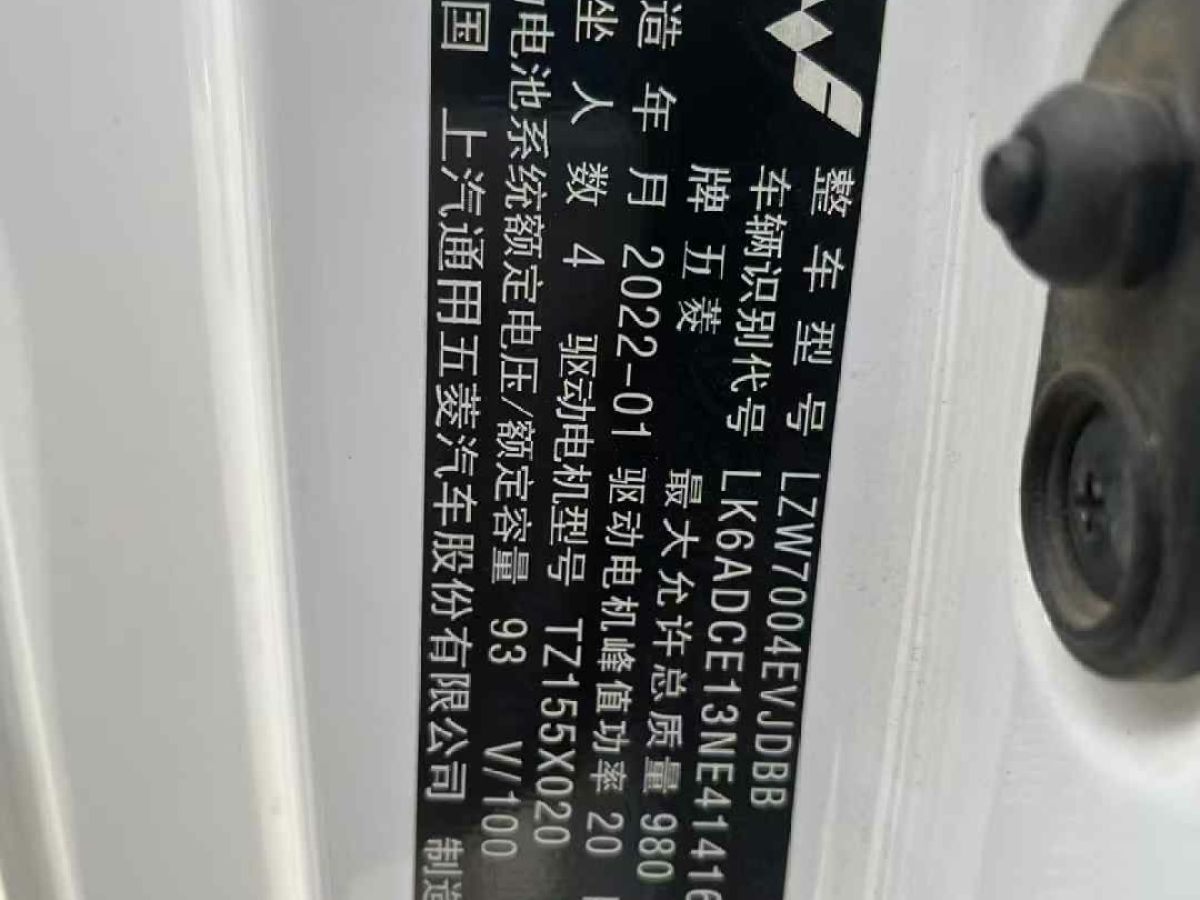 整车型号 LZW7004EVJDBB
车辆识别代号 LK6ADCE13NE41416
牌 五菱 最大允许总质量 980
造年月 2022-01 驱动电机峰值功率 20
坐人数 4 驱动电机型号 TZ155X020
电池系统额定电压/额定容量 93 V/100
国 上汽通用五菱汽车股份有限公司 制造